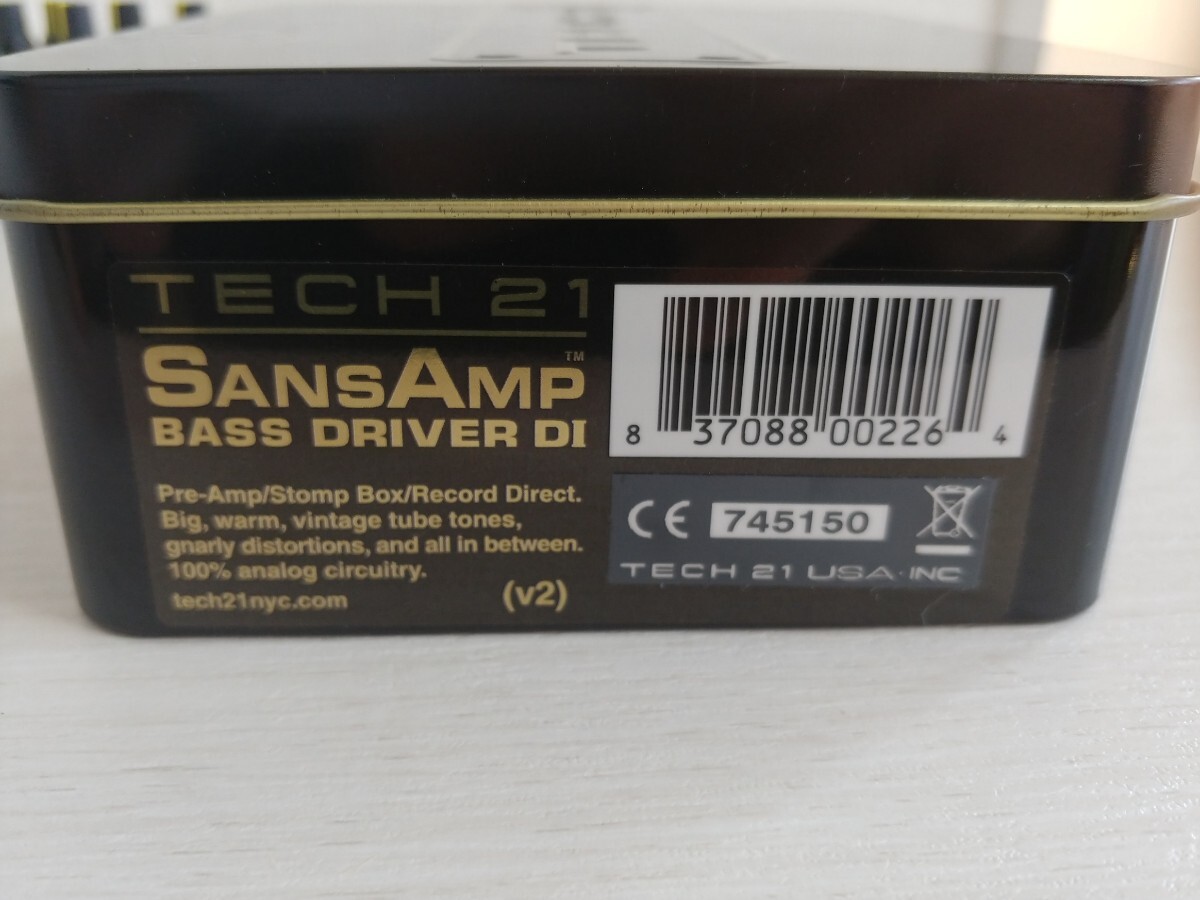 TECH 21
SANSAMP™
BASS DRIVER DI
Pre-Amp/Stomp Box/Record Direct.
Big, warm, vintage tube tones,
gnarly distortions, and all in between.
100% analog circuitry.
tech21nyc.com (v2)
8 37088 00226 4
CE 745150
TECH 21 USA·INC